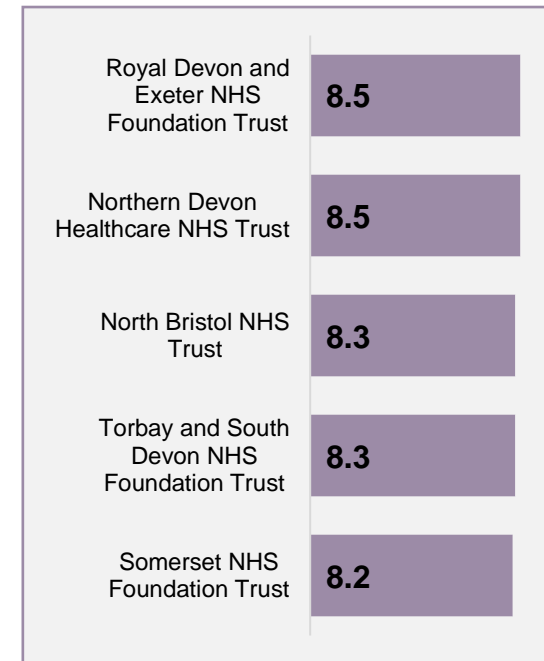 Royal Devon and
Exeter NHS
Foundation Trust
8.5
Northern Devon
Healthcare NHS Trust
8.5
North Bristol NHS
Trust
8.3
Torbay and South
Devon NHS
Foundation Trust
8.3
Somerset NHS
Foundation Trust
8.2